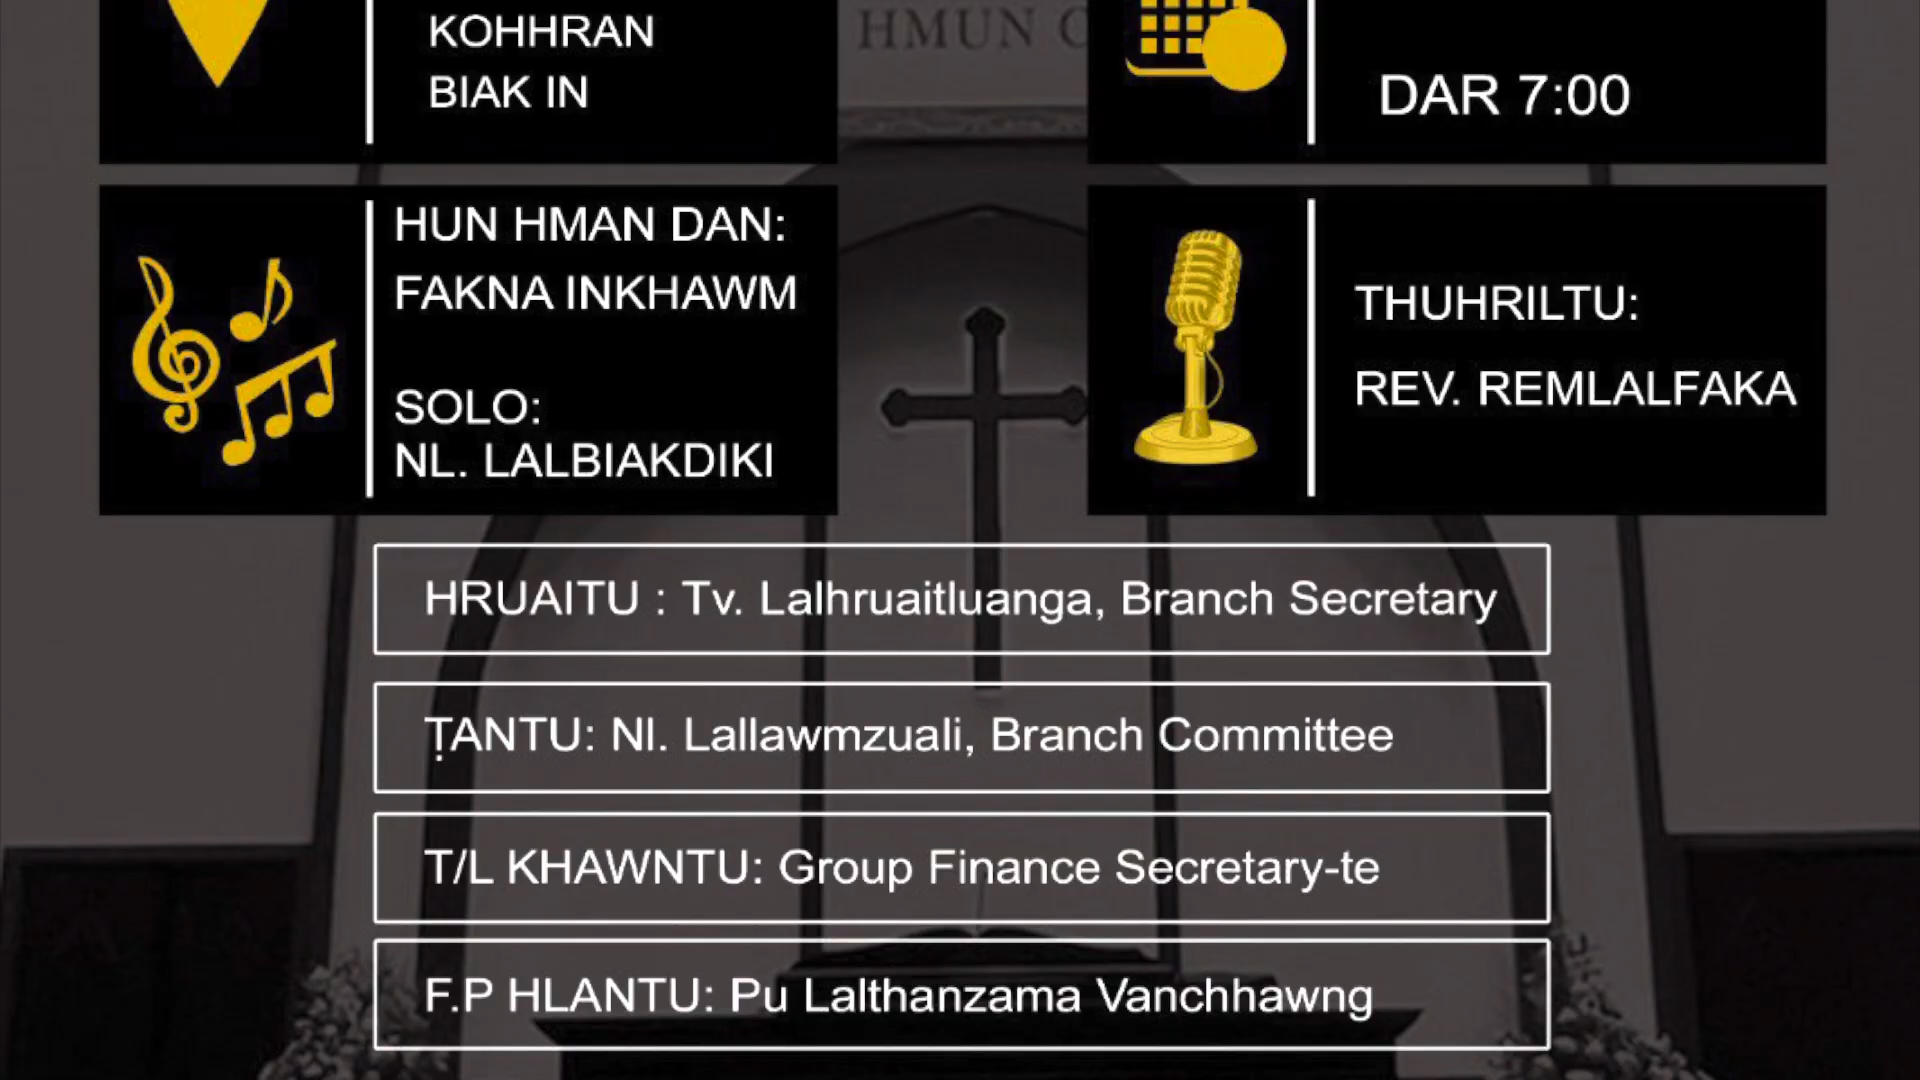 KOHHRAN
BIAK IN
HMUN
DAR 7:00
HUN HMAN DAN:
FAKNA INKHAWM
SOLO:
NL. LALBIAKDIKI
THUHRILTU:
REV. REMLALFAKA
HRUAITU : Tv. Lalhruaitluanga, Branch Secretary
ṬANTU: Nl. Lallawmzuali, Branch Committee
T/L KHAWNTU: Group Finance Secretary-te
F.P HLANTU: Pu Lalthanzama Vanchhawng